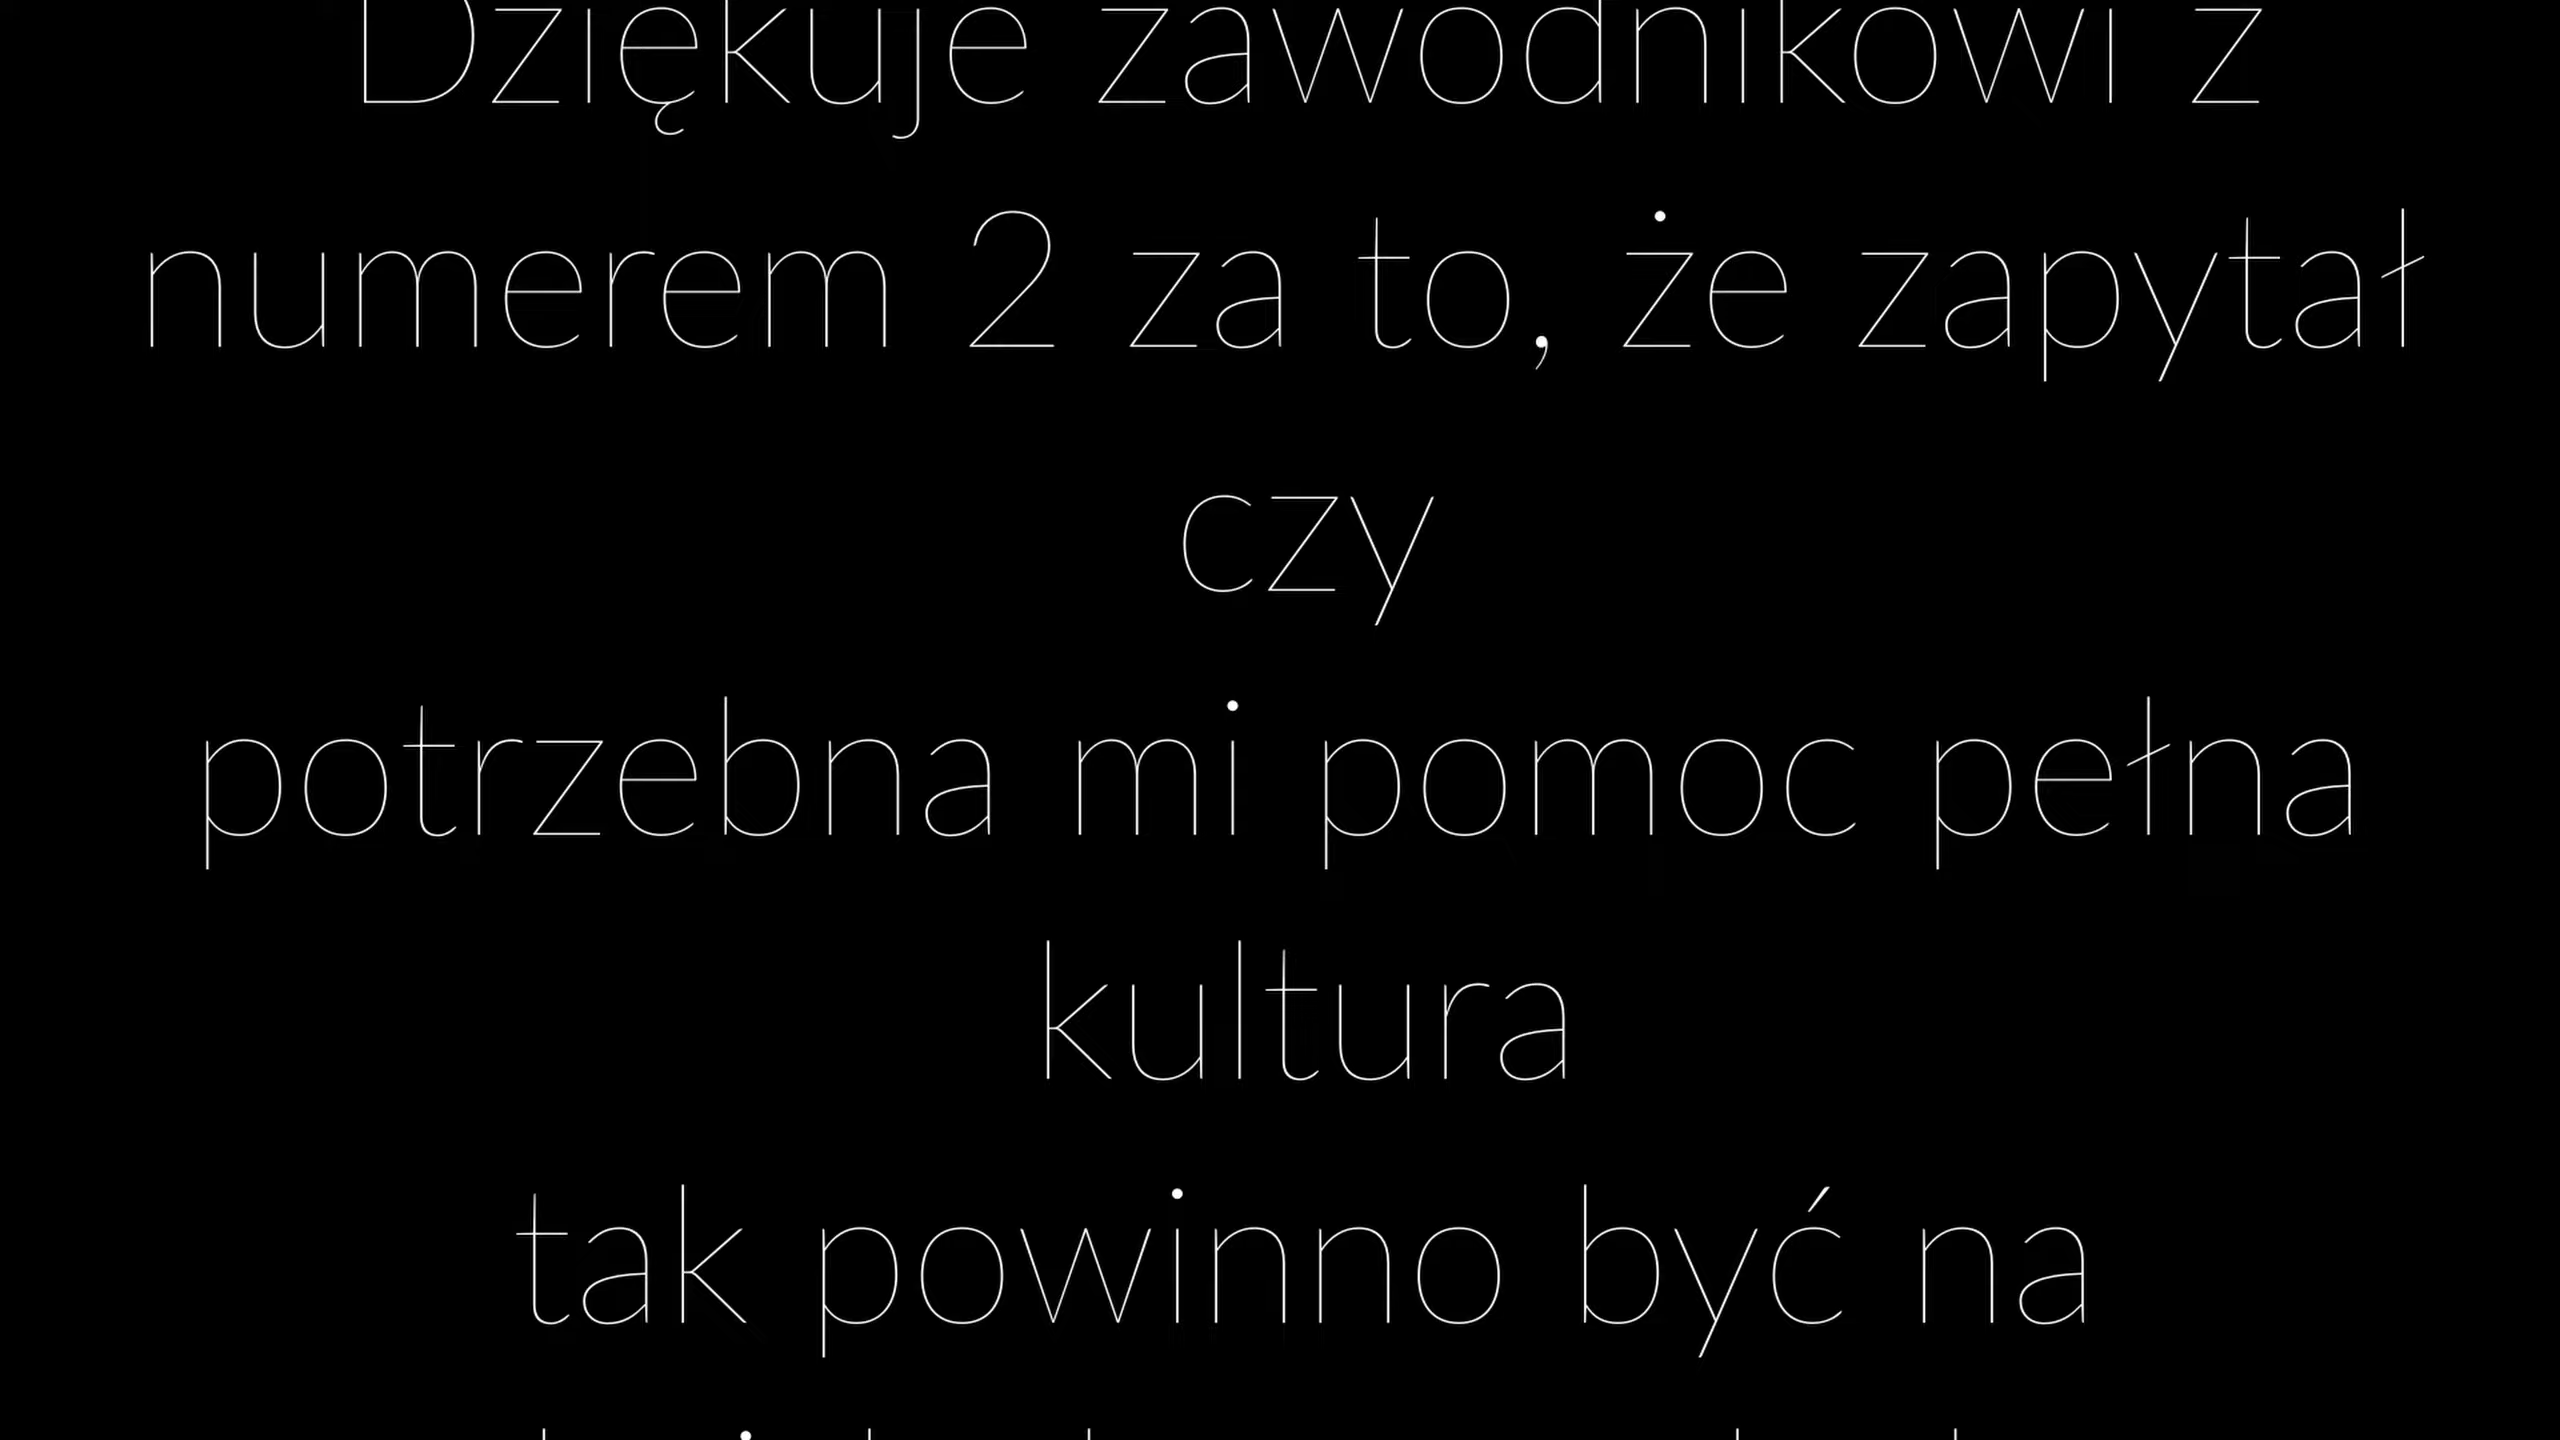 Dziękuje zawodnikowi z
numerem 2 za to, że zapytał
czy
potrzebna mi pomoc pełna
kultura
tak powinno być na